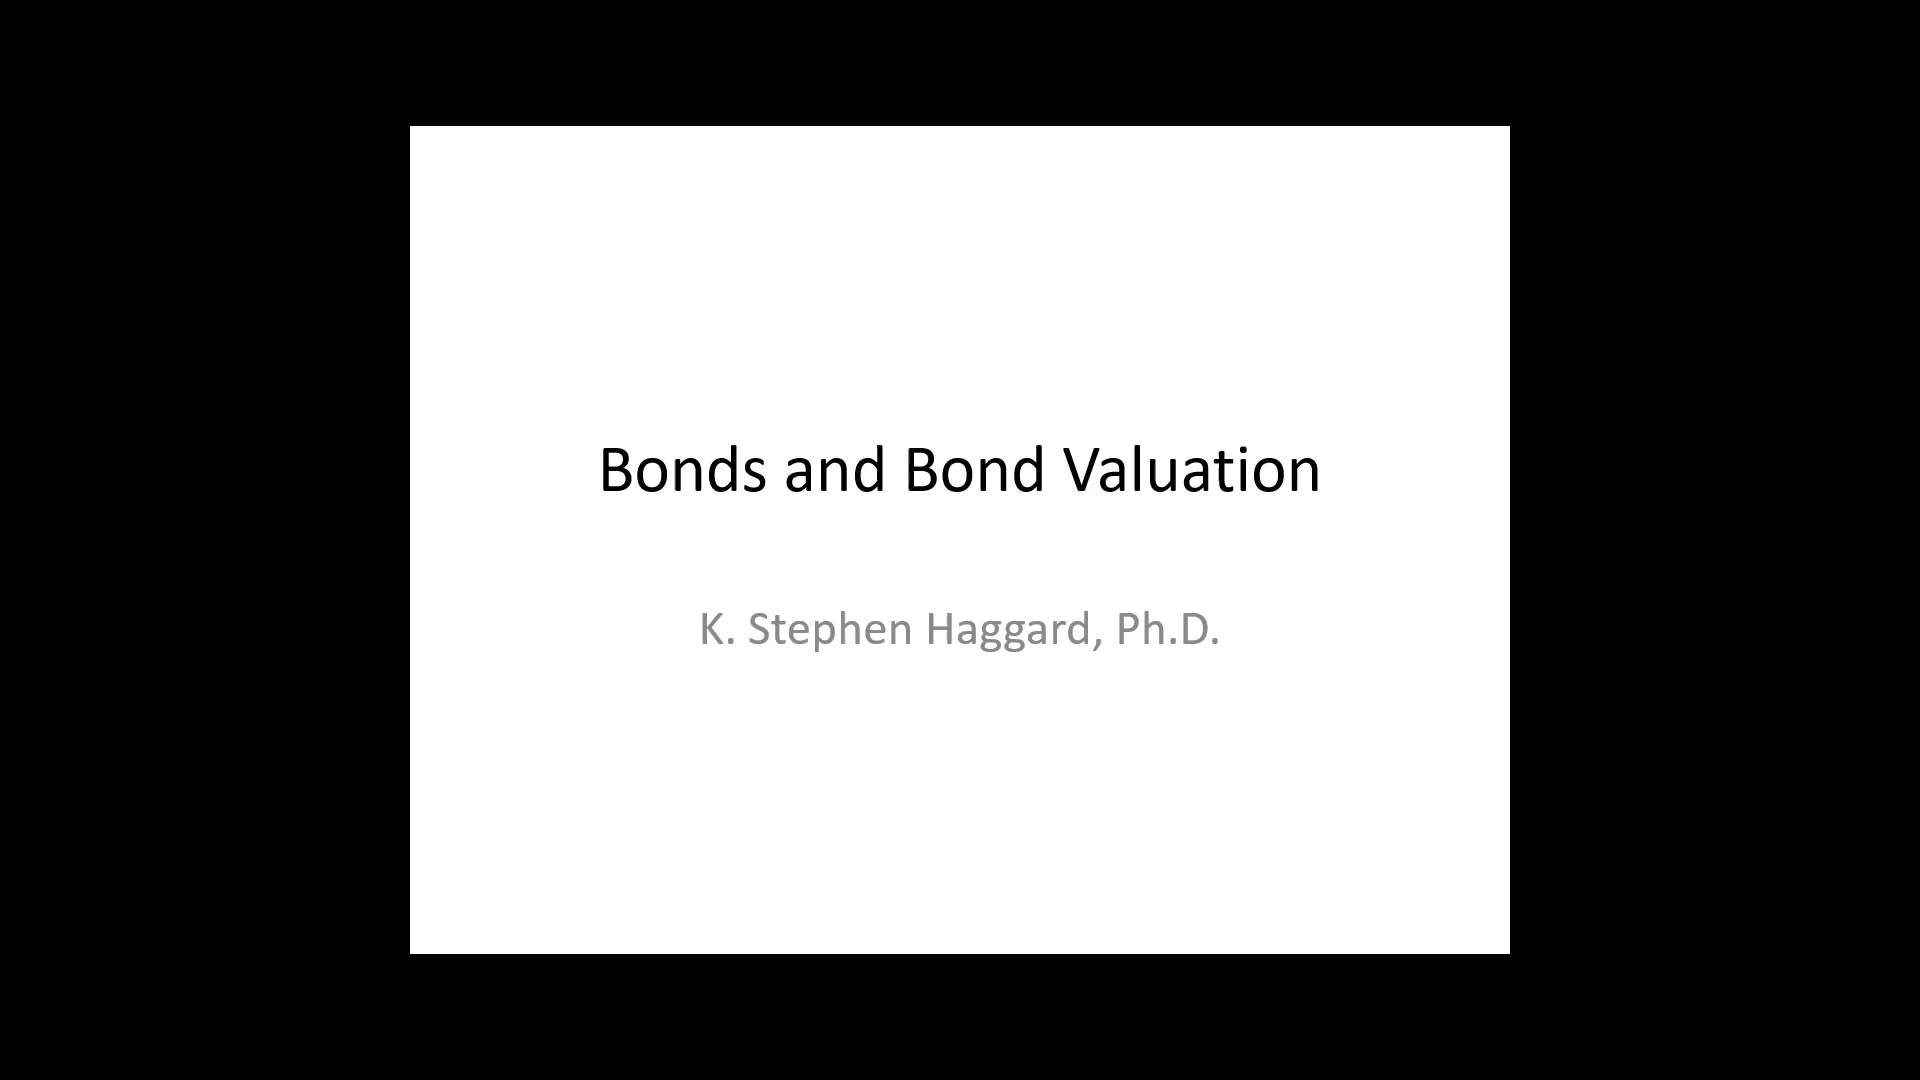 Bonds and Bond Valuation
K. Stephen Haggard, Ph.D.